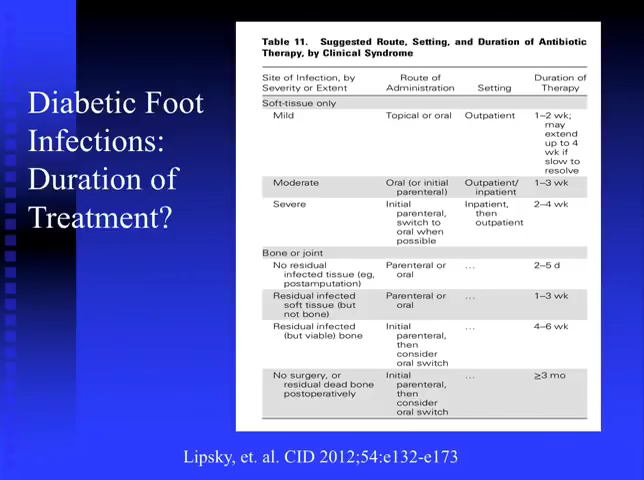 Diabetic Foot
Infections:
Duration of
Treatment?
Table 11. Suggested Route, Setting, and Duration of Antibiotic
Therapy, by Clinical Syndrome
Site of Infection, by Severity or Extent | Route of Administration | Setting | Duration of Therapy
Soft-tissue only
Mild | Topical or oral | Outpatient | 1–2 wk; may extend up to 4 wk if slow to resolve
Moderate | Oral (or initial parenteral) | Outpatient/ inpatient | 1–3 wk
Severe | Initial parenteral, switch to oral when possible | Inpatient, then outpatient | 2–4 wk
Bone or joint
No residual infected tissue (eg, postamputation) | Parenteral or oral | ... | 2–5 d
Residual infected soft tissue (but not bone) | Parenteral or oral | ... | 1–3 wk
Residual infected (but viable) bone | Initial parenteral, then consider oral switch | ... | 4–6 wk
No surgery, or residual dead bone postoperatively | Initial parenteral, then consider oral switch | ... | ≥3 mo
Lipsky, et. al. CID 2012;54:e132-e173